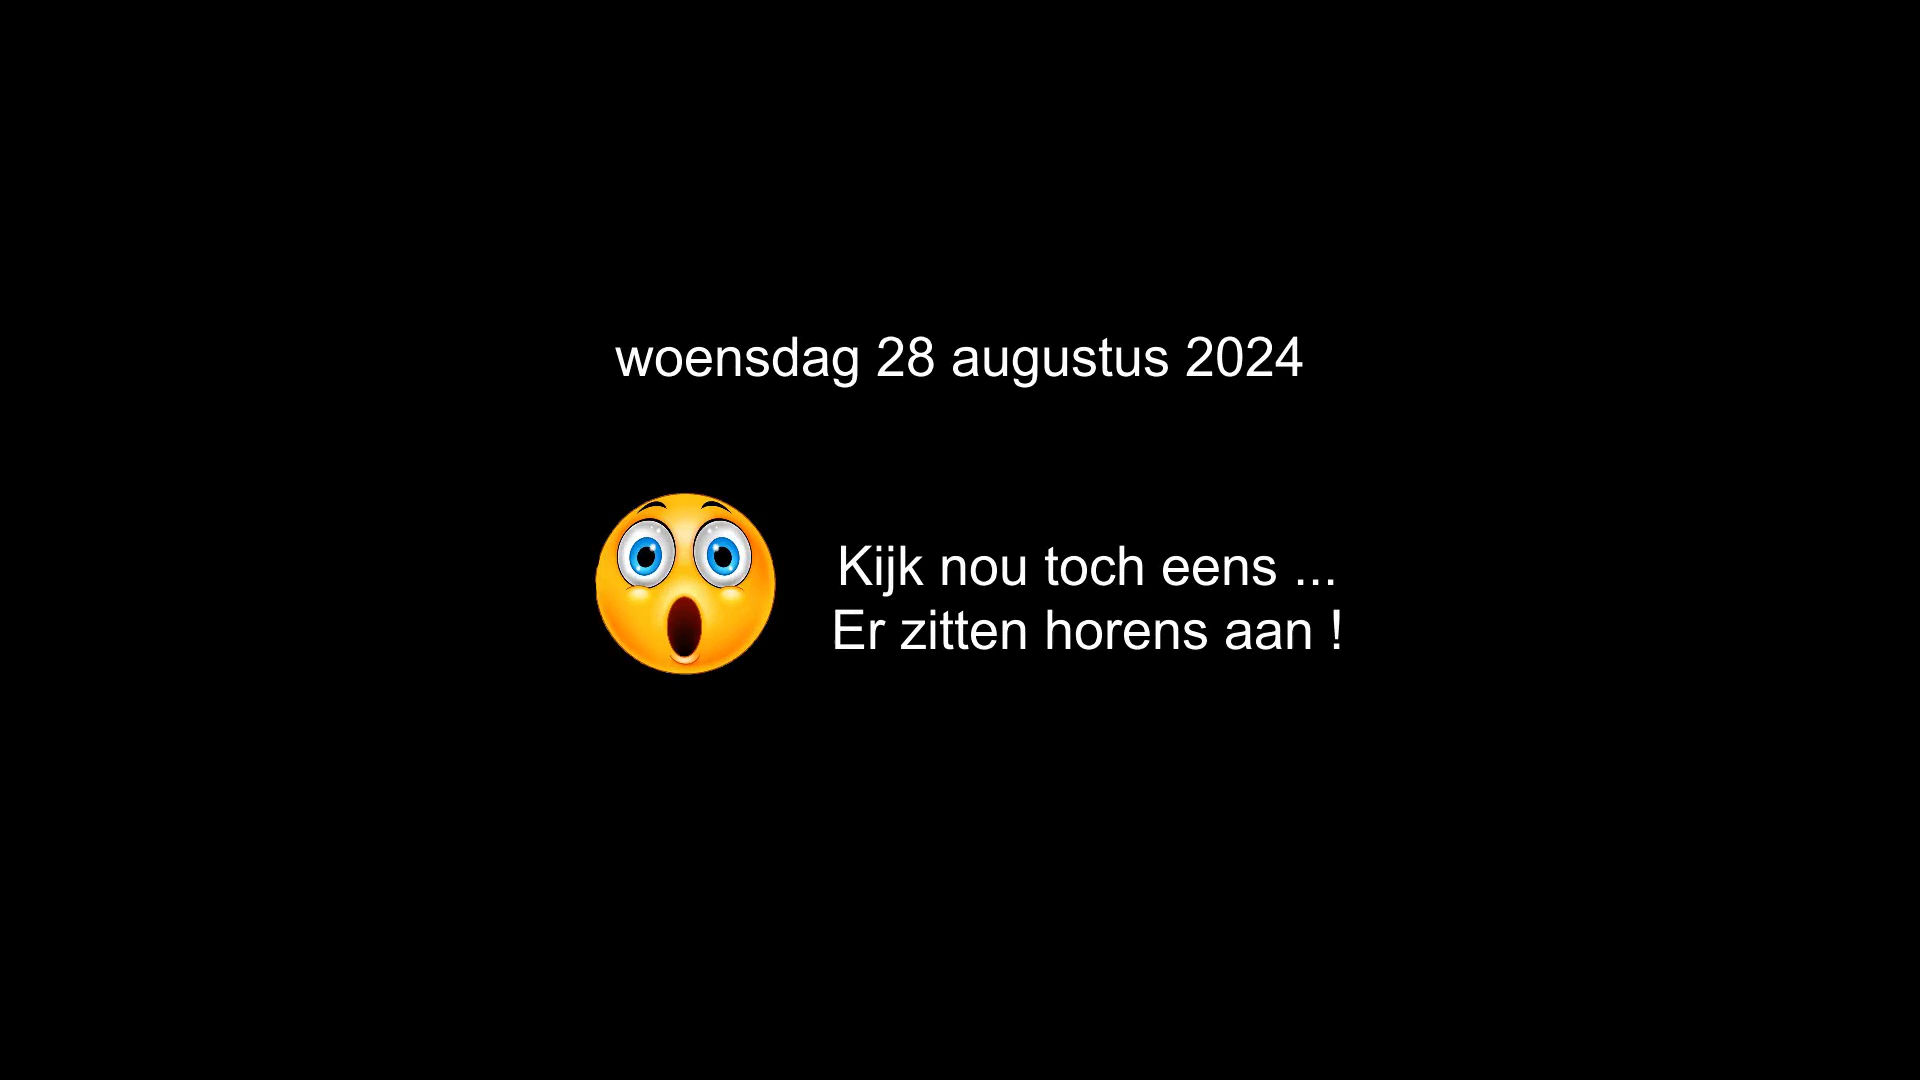 woensdag 28 augustus 2024
Kijk nou toch eens ...
Er zitten horens aan !